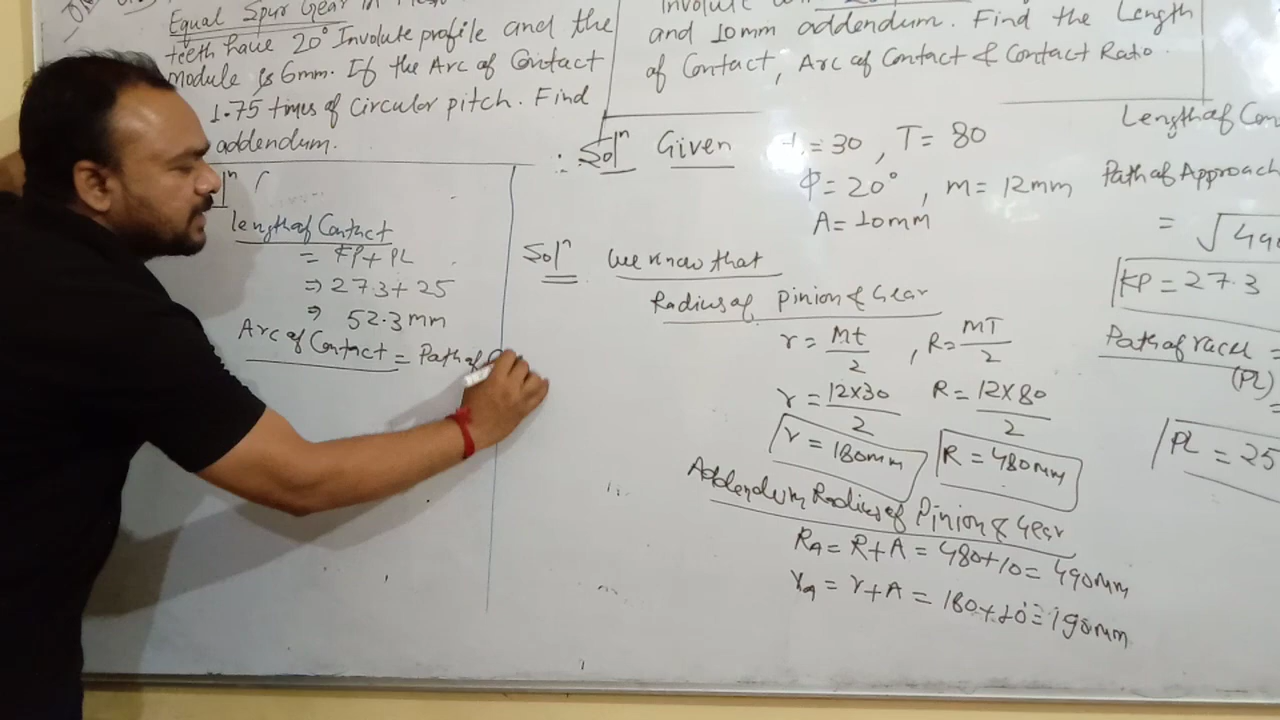 Equal Spur Gear in
teeth have 20° Involute profile and the
Module is 6mm. If the Arc of Contact
1.75 times of Circular pitch. Find
addendum.
Involute
and 10mm addendum. Find the Length
of Contact, Arc of Contact & Contact Ratio.
Solⁿ Given t = 30, T = 80
Φ = 20°, m = 12mm
A = 10mm
Solⁿ We know that
Radius of pinion & Gear
r = Mt/2, R = MT/2
r = 12×30/2 R = 12×80/2
r = 180mm R = 480mm
Addendum Radius of Pinion & Gear
RA = R+A = 480+10 = 490mm
ra = r+A = 180+10 = 190mm
Length of Con
Path of Approach
= √490
KP = 27.3
Path of racel =
(PL) =
PL = 25
length of Contact
= KP + PL
⇒ 27.3 + 25
⇒ 52.3 mm
Arc of Contact = Path of C